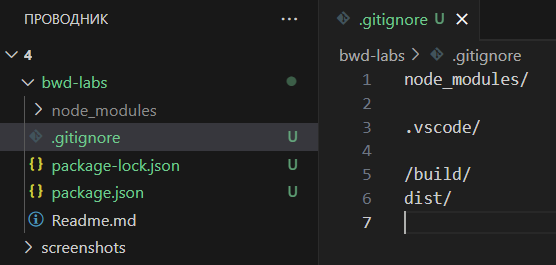 ПРОВОДНИК ...
4
bwd-labs
node_modules
.gitignore U
package-lock.json U
package.json U
Readme.md
screenshots
.gitignore U
bwd-labs > .gitignore
1 node_modules/
2
3 .vscode/
4
5 /build/
6 dist/
7